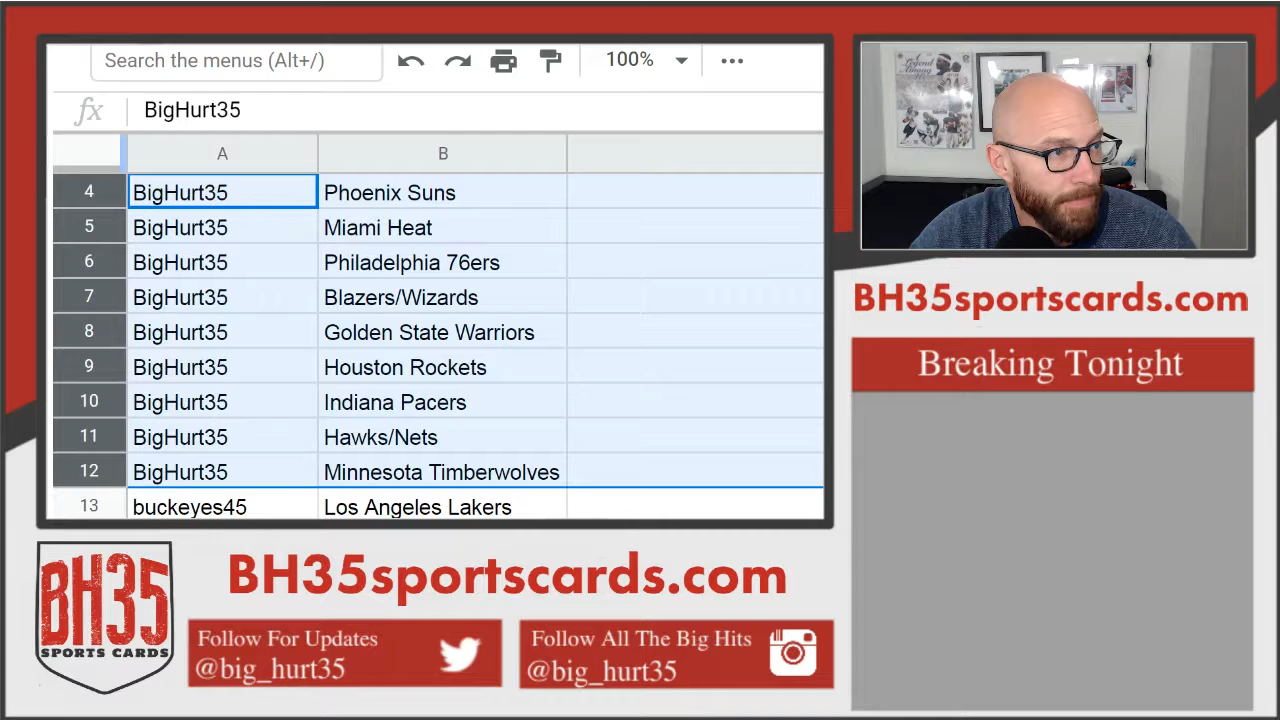 Search the menus (Alt+/)
100%
fx BigHurt35
A B
4 BigHurt35 Phoenix Suns
5 BigHurt35 Miami Heat
6 BigHurt35 Philadelphia 76ers
7 BigHurt35 Blazers/Wizards
8 BigHurt35 Golden State Warriors
9 BigHurt35 Houston Rockets
10 BigHurt35 Indiana Pacers
11 BigHurt35 Hawks/Nets
12 BigHurt35 Minnesota Timberwolves
13 buckeyes45 Los Angeles Lakers
BH35sportscards.com
Breaking Tonight
BH35
SPORTS CARDS
BH35sportscards.com
Follow For Updates
@big_hurt35
Follow All The Big Hits
@big_hurt35